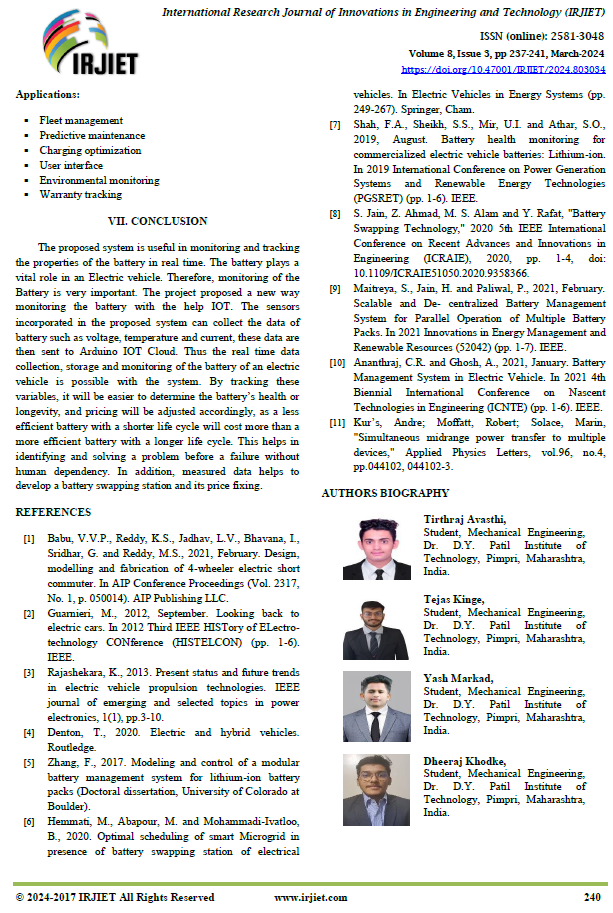 International Research Journal of Innovations in Engineering and Technology (IRJIET)
IRJIET
ISSN (online): 2581-3048
Volume 8, Issue 3, pp 237-241, March-2024
https://doi.org/10.47001/IRJIET/2024.803034
Applications:
▪ Fleet management
▪ Predictive maintenance
▪ Charging optimization
▪ User interface
▪ Environmental monitoring
▪ Warranty tracking
VII. CONCLUSION
The proposed system is useful in monitoring and tracking
the properties of the battery in real time. The battery plays a
vital role in an Electric vehicle. Therefore, monitoring of the
Battery is very important. The project proposed a new way
monitoring the battery with the help IOT. The sensors
incorporated in the proposed system can collect the data of
battery such as voltage, temperature and current, these data are
then sent to Arduino IOT Cloud. Thus the real time data
collection, storage and monitoring of the battery of an electric
vehicle is possible with the system. By tracking these
variables, it will be easier to determine the battery's health or
longevity, and pricing will be adjusted accordingly, as a less
efficient battery with a shorter life cycle will cost more than a
more efficient battery with a longer life cycle. This helps in
identifying and solving a problem before a failure without
human dependency. In addition, measured data helps to
develop a battery swapping station and its price fixing.
REFERENCES
[1] Babu, V.V.P., Reddy, K.S., Jadhav, L.V., Bhavana, I.,
Sridhar, G. and Reddy, M.S., 2021, February. Design,
modelling and fabrication of 4-wheeler electric short
commuter. In AIP Conference Proceedings (Vol. 2317,
No. 1, p. 050014). AIP Publishing LLC.
[2] Guarnieri, M., 2012, September. Looking back to
electric cars. In 2012 Third IEEE HISTory of ELectro-
technology CONference (HISTELCON) (pp. 1-6).
IEEE.
[3] Rajashekara, K., 2013. Present status and future trends
in electric vehicle propulsion technologies. IEEE
journal of emerging and selected topics in power
electronics, 1(1), pp.3-10.
[4] Denton, T., 2020. Electric and hybrid vehicles.
Routledge.
[5] Zhang, F., 2017. Modeling and control of a modular
battery management system for lithium-ion battery
packs (Doctoral dissertation, University of Colorado at
Boulder).
[6] Hemmati, M., Abapour, M. and Mohammadi-Ivatloo,
B., 2020. Optimal scheduling of smart Microgrid in
presence of battery swapping station of electrical
vehicles. In Electric Vehicles in Energy Systems (pp.
249-267). Springer, Cham.
[7] Shah, F.A., Sheikh, S.S., Mir, U.I. and Athar, S.O.,
2019, August. Battery health monitoring for
commercialized electric vehicle batteries: Lithium-ion.
In 2019 International Conference on Power Generation
Systems and Renewable Energy Technologies
(PGSRET) (pp. 1-6). IEEE.
[8] S. Jain, Z. Ahmad, M. S. Alam and Y. Rafat, "Battery
Swapping Technology," 2020 5th IEEE International
Conference on Recent Advances and Innovations in
Engineering (ICRAIE), 2020, pp. 1-4, doi:
10.1109/ICRAIE51050.2020.9358366.
[9] Maitreya, S., Jain, H. and Paliwal, P., 2021, February.
Scalable and De- centralized Battery Management
System for Parallel Operation of Multiple Battery
Packs. In 2021 Innovations in Energy Management and
Renewable Resources (52042) (pp. 1-7). IEEE.
[10] Ananthraj, C.R. and Ghosh, A., 2021, January. Battery
Management System in Electric Vehicle. In 2021 4th
Biennial International Conference on Nascent
Technologies in Engineering (ICNTE) (pp. 1-6). IEEE.
[11] Kur's, Andre; Moffatt, Robert; Solace, Marin,
"Simultaneous midrange power transfer to multiple
devices," Applied Physics Letters, vol.96, no.4,
pp.044102, 044102-3.
AUTHORS BIOGRAPHY
Tirthraj Avasthi,
Student, Mechanical Engineering,
Dr. D.Y. Patil Institute of
Technology, Pimpri, Maharashtra,
India.
Tejas Kinge,
Student, Mechanical Engineering,
Dr. D.Y. Patil Institute of
Technology, Pimpri, Maharashtra,
India.
Yash Markad,
Student, Mechanical Engineering,
Dr. D.Y. Patil Institute of
Technology, Pimpri, Maharashtra,
India.
Dheeraj Khodke,
Student, Mechanical Engineering,
Dr. D.Y. Patil Institute of
Technology, Pimpri, Maharashtra,
India.
© 2024-2017 IRJIET All Rights Reserved www.irjiet.com 240